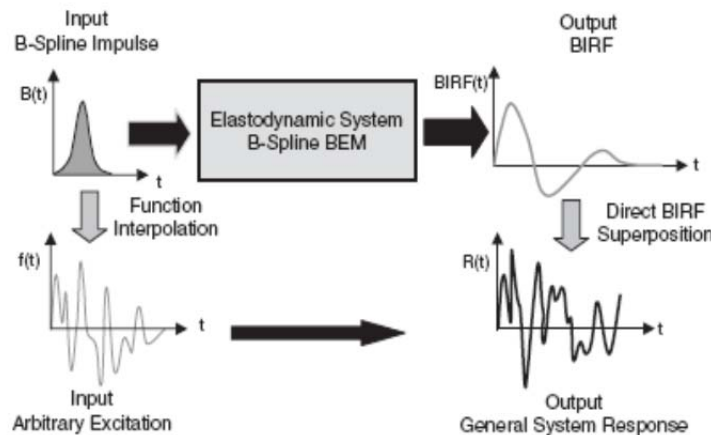 Input
B-Spline Impulse
Output
BIRF
B(t)
t
Elastodynamic System
B-Spline BEM
BIRF(t)
t
Function
Interpolation
Direct BIRF
Superposition
f(t)
t
R(t)
t
Input
Arbitrary Excitation
Output
General System Response